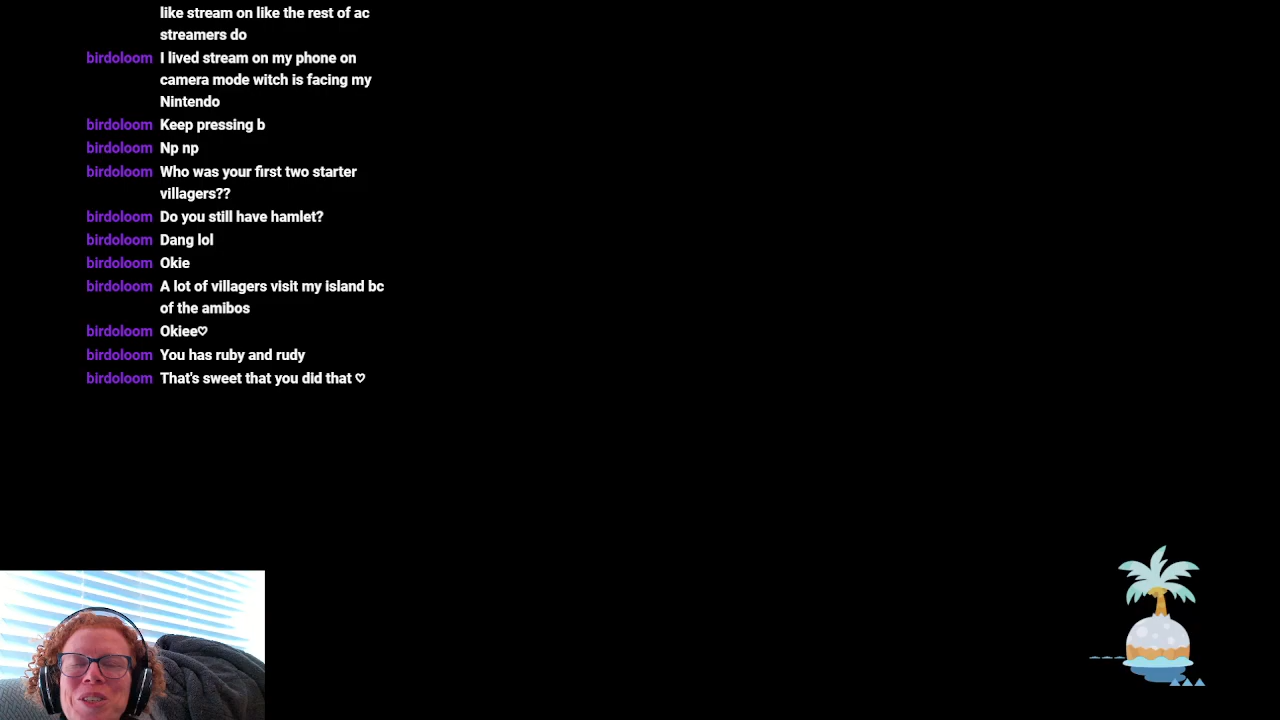 like stream on like the rest of ac
streamers do
birdoloom I lived stream on my phone on
camera mode witch is facing my
Nintendo
birdoloom Keep pressing b
birdoloom Np np
birdoloom Who was your first two starter
villagers??
birdoloom Do you still have hamlet?
birdoloom Dang lol
birdoloom Okie
birdoloom A lot of villagers visit my island bc
of the amibos
birdoloom Okiee♡
birdoloom You has ruby and rudy
birdoloom That's sweet that you did that ♡